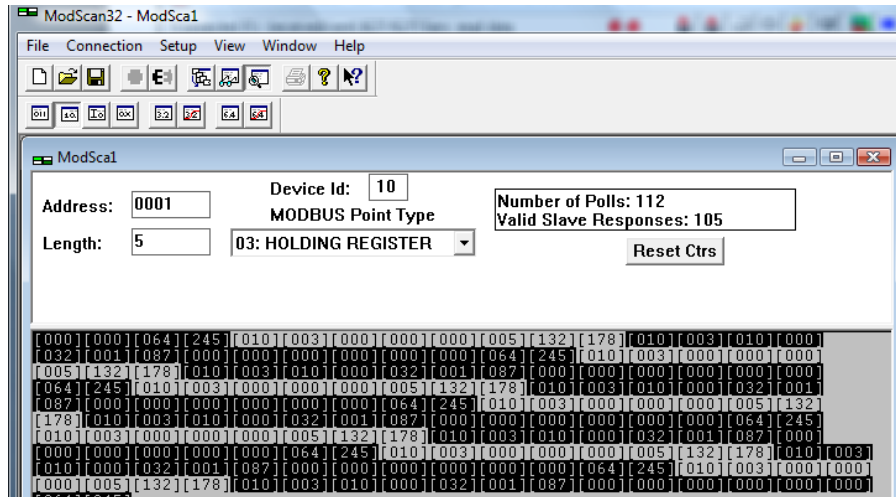 ModScan32 - ModSca1
File Connection Setup View Window Help
ModSca1
Device Id: 10
Address: 0001
MODBUS Point Type
Length: 5
03: HOLDING REGISTER
Number of Polls: 112
Valid Slave Responses: 105
Reset Ctrs
[000][000][064][245][010][003][000][000][000][005][132][178][010][003][010][000]
[032][001][087][000][000][000][000][000][000][064][245][010][003][000][000][000]
[005][132][178][010][003][010][000][032][001][087][000][000][000][000][000][000]
[064][245][010][003][000][000][000][005][132][178][010][003][010][000][032][001]
[087][000][000][000][000][000][000][064][245][010][003][000][000][000][005][132]
[178][010][003][010][000][032][001][087][000][000][000][000][000][000][064][245]
[010][003][000][000][000][005][132][178][010][003][010][000][032][001][087][000]
[000][000][000][000][000][064][245][010][003][000][000][000][005][132][178][010][003]
[010][000][032][001][087][000][000][000][000][000][000][064][245][010][003][000][000]
[000][005][132][178][010][003][010][000][032][001][087][000][000][000][000][000][000]